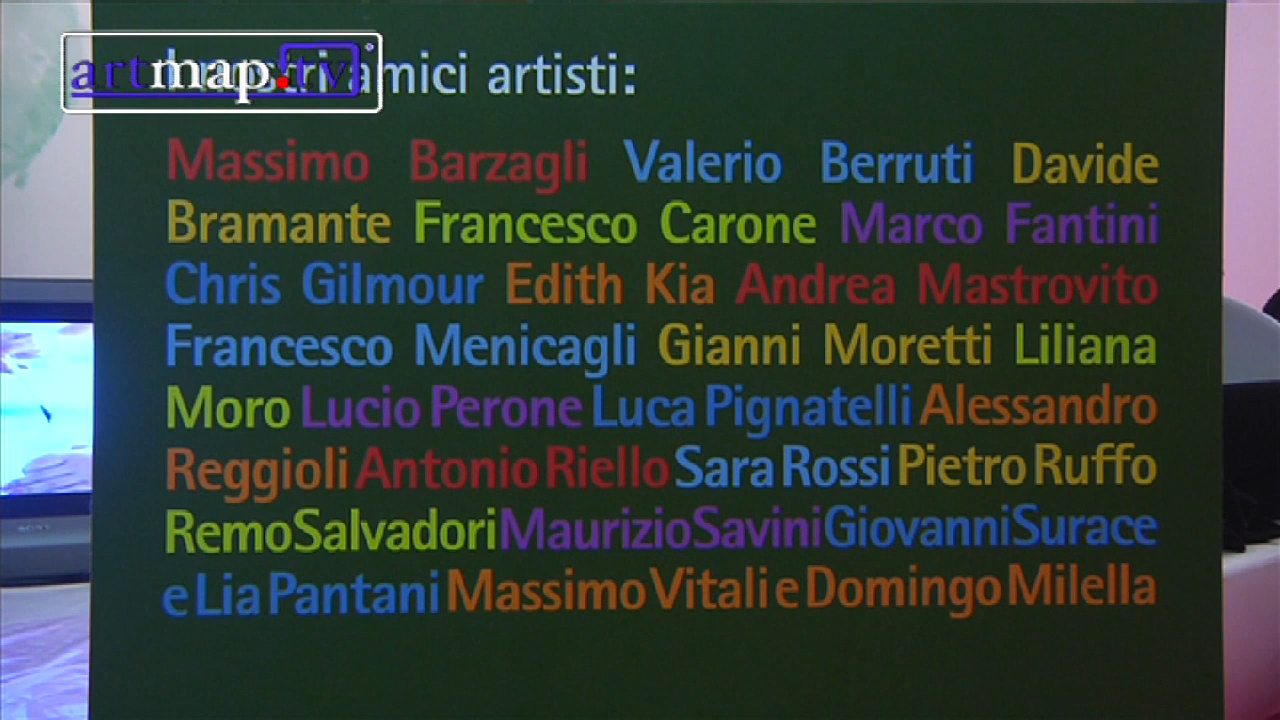 artmap.tv
I nostri amici artisti:
Massimo Barzagli Valerio Berruti Davide
Bramante Francesco Carone Marco Fantini
Chris Gilmour Edith Kia Andrea Mastrovito
Francesco Menicagli Gianni Moretti Liliana
Moro Lucio Perone Luca Pignatelli Alessandro
Reggioli Antonio Riello Sara Rossi Pietro Ruffo
Remo Salvadori Maurizio Savini Giovanni Surace
e Lia Pantani Massimo Vitali e Domingo Milella
SONY